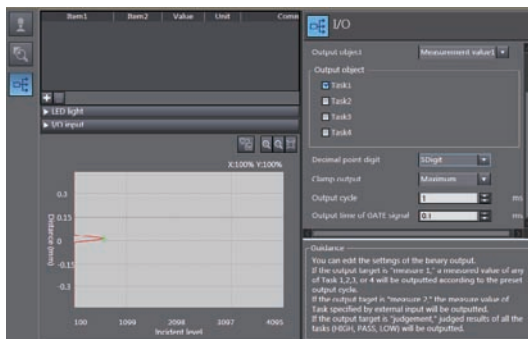 Item1 Item2 Value Unit Comm
LED light
I/O input
X:100% Y:100%
Distance (mm)
0.3
0.15
0
-0.15
-0.3
100 1099 2098 3097 4095
Incident level
I/O
Output object Measurement value1
Output object
Task1
Task2
Task3
Task4
Decimal point digit 5Digit
Clamp output Maximum
Output cycle 1 ms
Output time of GATE signal 0.1 ms
Guidance
You can edit the settings of the binary output.
If the output target is "measure 1," a measured value of any
of Task 1,2,3, or 4 will be outputted according to the preset
output cycle.
If the output taget is "measure 2," the measure value of
Task specified by external input will be outputted.
If the output target is "judgement," judged results of all the
tasks (HIGH, PASS, LOW) will be outputted.